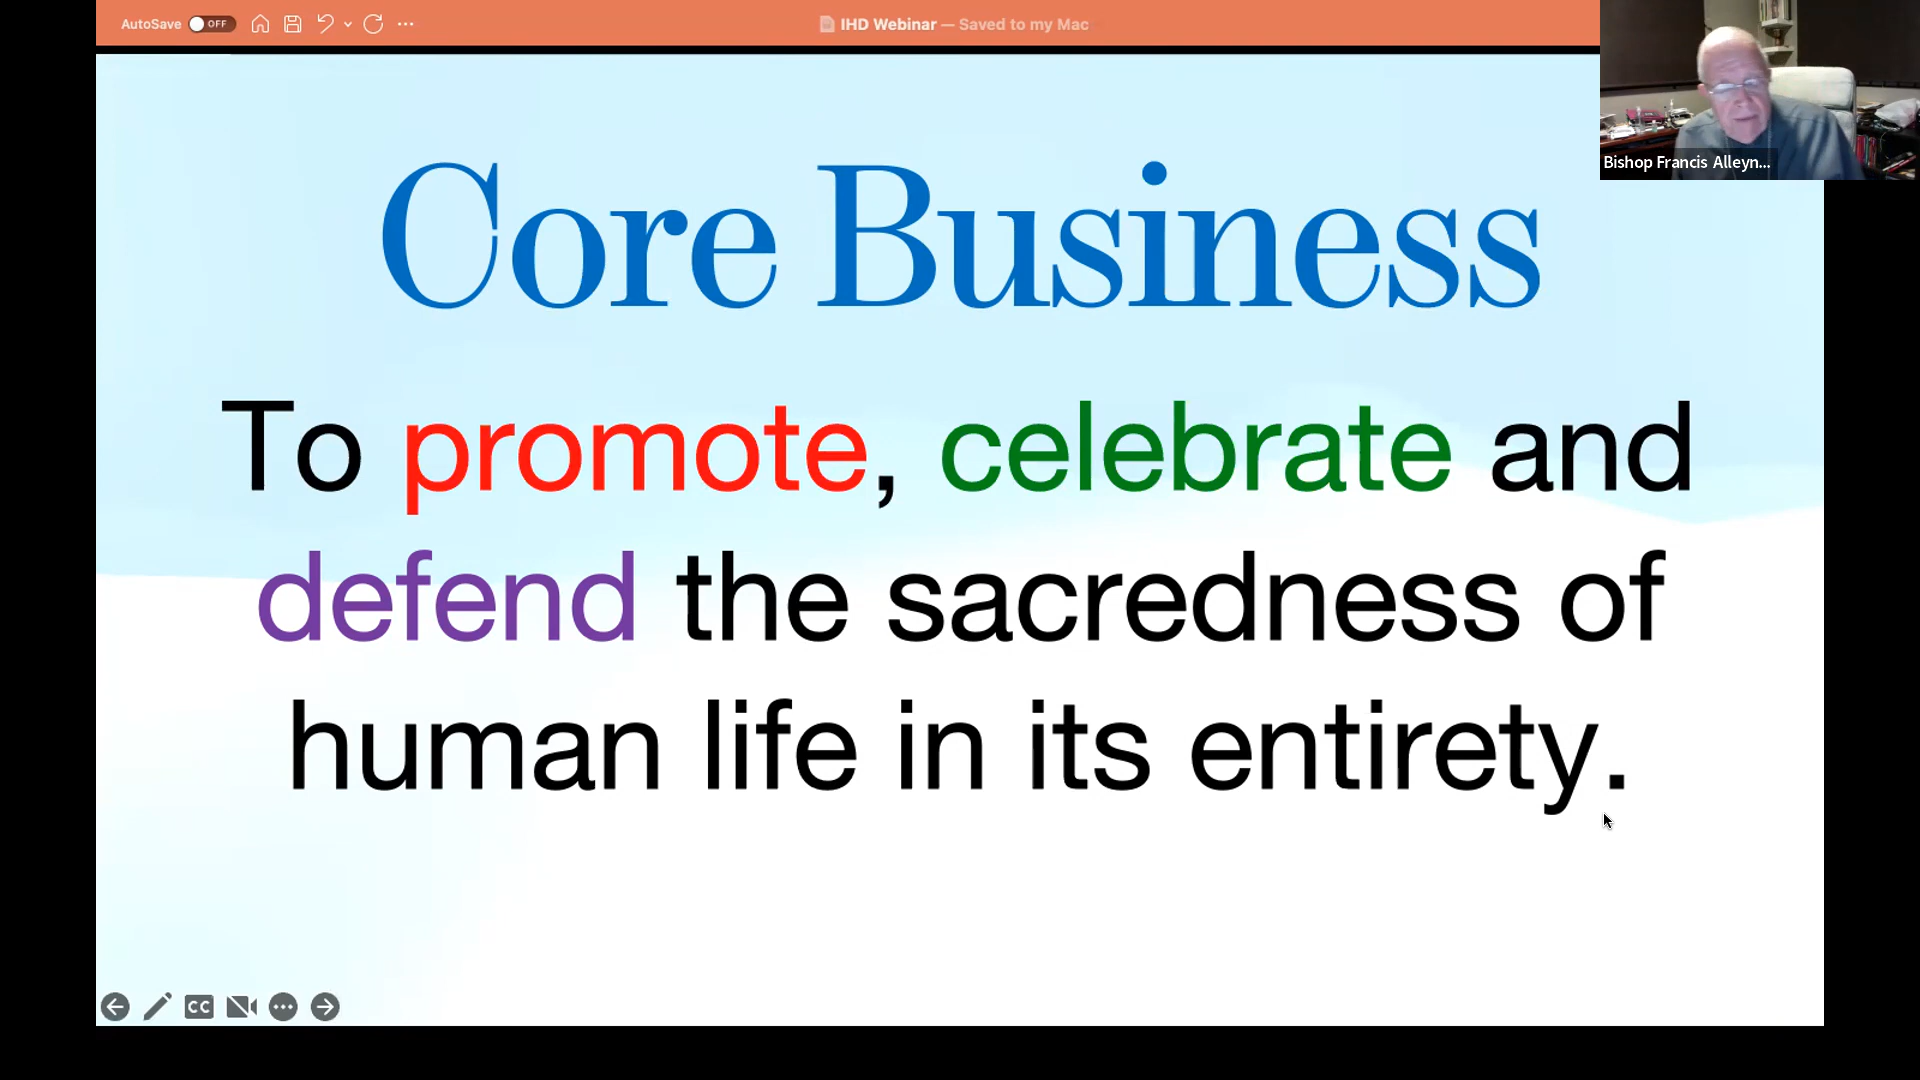 AutoSave OFF
IHD Webinar — Saved to my Mac
Bishop Francis Alleyn...
Core Business
To promote, celebrate and
defend the sacredness of
human life in its entirety.
CC